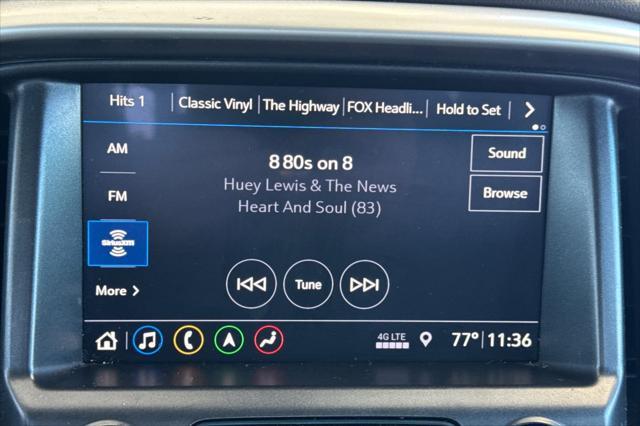 Hits 1 Classic Vinyl The Highway FOX Headli... Hold to Set
AM
8 80s on 8
Sound
Huey Lewis & The News
FM
Browse
Heart And Soul (83)
SiriusXM
Tune
More
4G LTE
77° 11:36